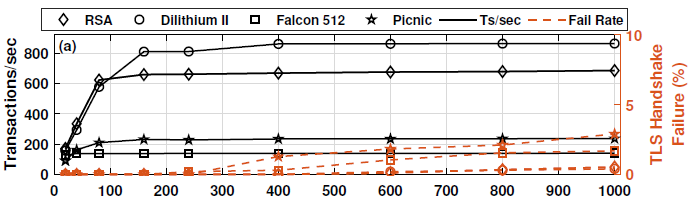 RSA Dilithium II Falcon 512 Picnic Ts/sec Fail Rate
(a)
Transactions/sec
800
600
400
200
0
0 100 200 300 400 500 600 700 800 900 1000
10
5
0
TLS Handshake
Failure (%)